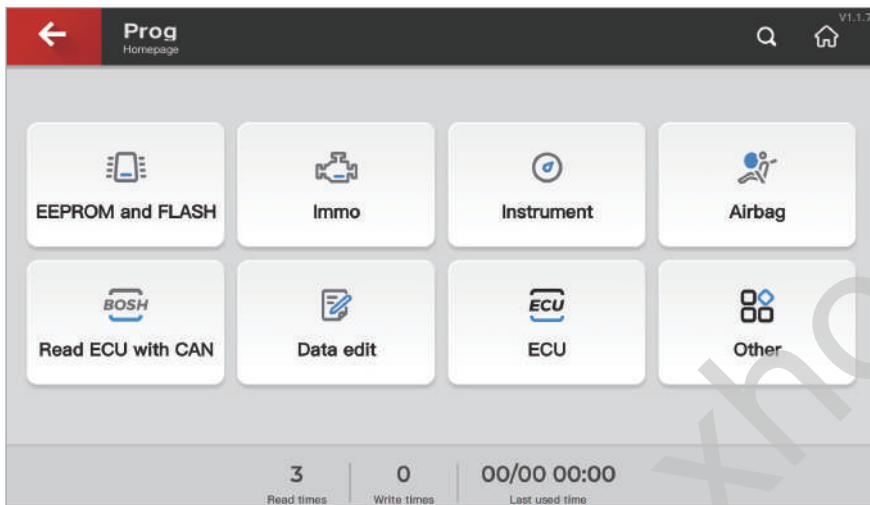 Prog
V1.1.7
Homepage
EEPROM and FLASH
Immo
Instrument
Airbag
BOSH
Read ECU with CAN
Data edit
ECU
ECU
Other
3
0
00/00 00:00
Read times
Write times
Last used time